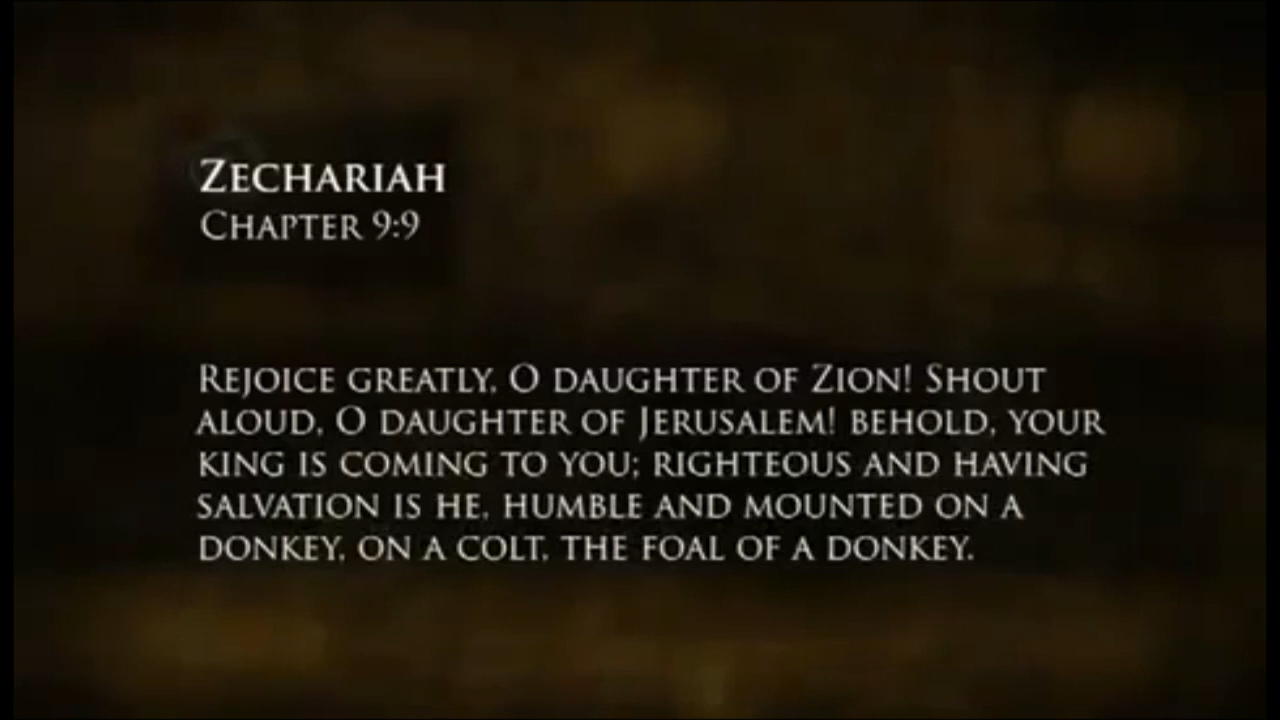 Zechariah
Chapter 9:9
Rejoice greatly, O daughter of Zion! Shout
aloud, O daughter of Jerusalem! behold, your
king is coming to you; righteous and having
salvation is he, humble and mounted on a
donkey, on a colt, the foal of a donkey.